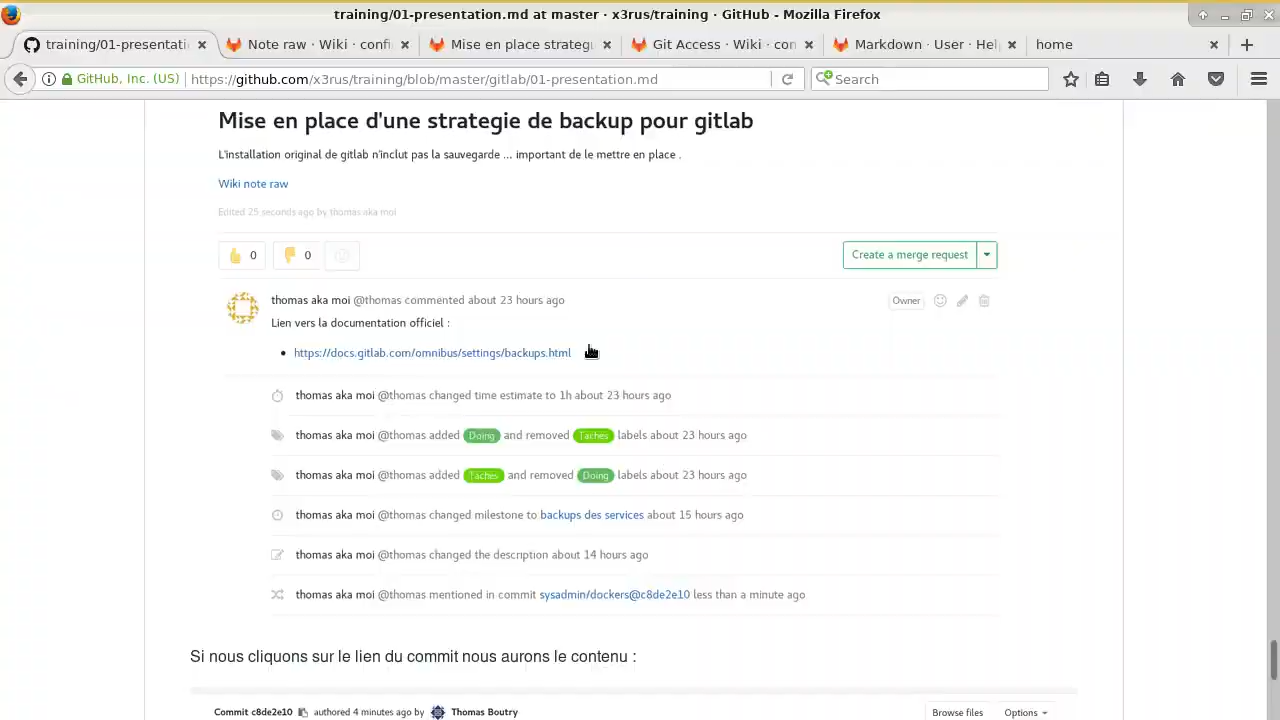 training/01-presentation.md at master · x3rus/training · GitHub - Mozilla Firefox
training/01-presentati
Note raw · Wiki · confi
Mise en place strateg
Git Access · Wiki · con
Markdown · User · Hel
home
GitHub, Inc. (US)
https://github.com/x3rus/training/blob/master/gitlab/01-presentation.md
Search
Mise en place d'une strategie de backup pour gitlab
L'installation original de gitlab n'inclut pas la sauvegarde ... important de le mettre en place .
Wiki note raw
Edited 25 seconds ago by thomas aka moi
0
0
Create a merge request
thomas aka moi @thomas commented about 23 hours ago
Owner
Lien vers la documentation officiel :
• https://docs.gitlab.com/omnibus/settings/backups.html
thomas aka moi @thomas changed time estimate to 1h about 23 hours ago
thomas aka moi @thomas added Doing and removed Taches labels about 23 hours ago
thomas aka moi @thomas added Taches and removed Doing labels about 23 hours ago
thomas aka moi @thomas changed milestone to backups des services about 15 hours ago
thomas aka moi @thomas changed the description about 14 hours ago
thomas aka moi @thomas mentioned in commit sysadmin/dockers@c8de2e10 less than a minute ago
Si nous cliquons sur le lien du commit nous aurons le contenu :
Commit c8de2e10 authored 4 minutes ago by Thomas Boutry
Browse files
Options